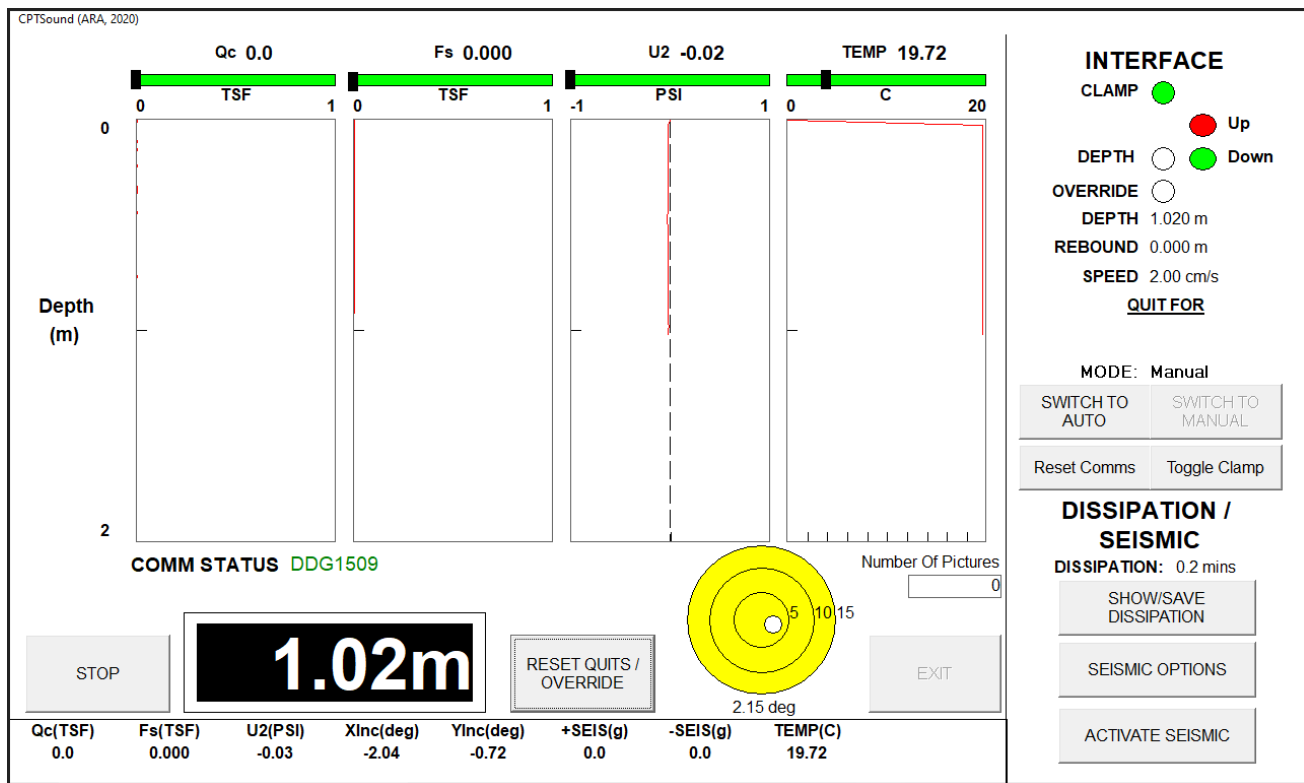 CPTSound (ARA, 2020)
Qc 0.0
Fs 0.000
U2 -0.02
TEMP 19.72
TSF
0 1
TSF
0 1
PSI
-1 1
C
0 20
0
Depth
(m)
2
INTERFACE
CLAMP
Up
DEPTH
Down
OVERRIDE
DEPTH 1.020 m
REBOUND 0.000 m
SPEED 2.00 cm/s
QUIT FOR
MODE: Manual
SWITCH TO
AUTO
SWITCH TO
MANUAL
Reset Comms
Toggle Clamp
DISSIPATION /
SEISMIC
DISSIPATION: 0.2 mins
SHOW/SAVE
DISSIPATION
SEISMIC OPTIONS
ACTIVATE SEISMIC
COMM STATUS DDG1509
Number Of Pictures
0
5 10 15
2.15 deg
STOP
1.02m
RESET QUITS /
OVERRIDE
EXIT
Qc(TSF) Fs(TSF) U2(PSI) XInc(deg) YInc(deg) +SEIS(g) -SEIS(g) TEMP(C)
0.0 0.000 -0.03 -2.04 -0.72 0.0 0.0 19.72